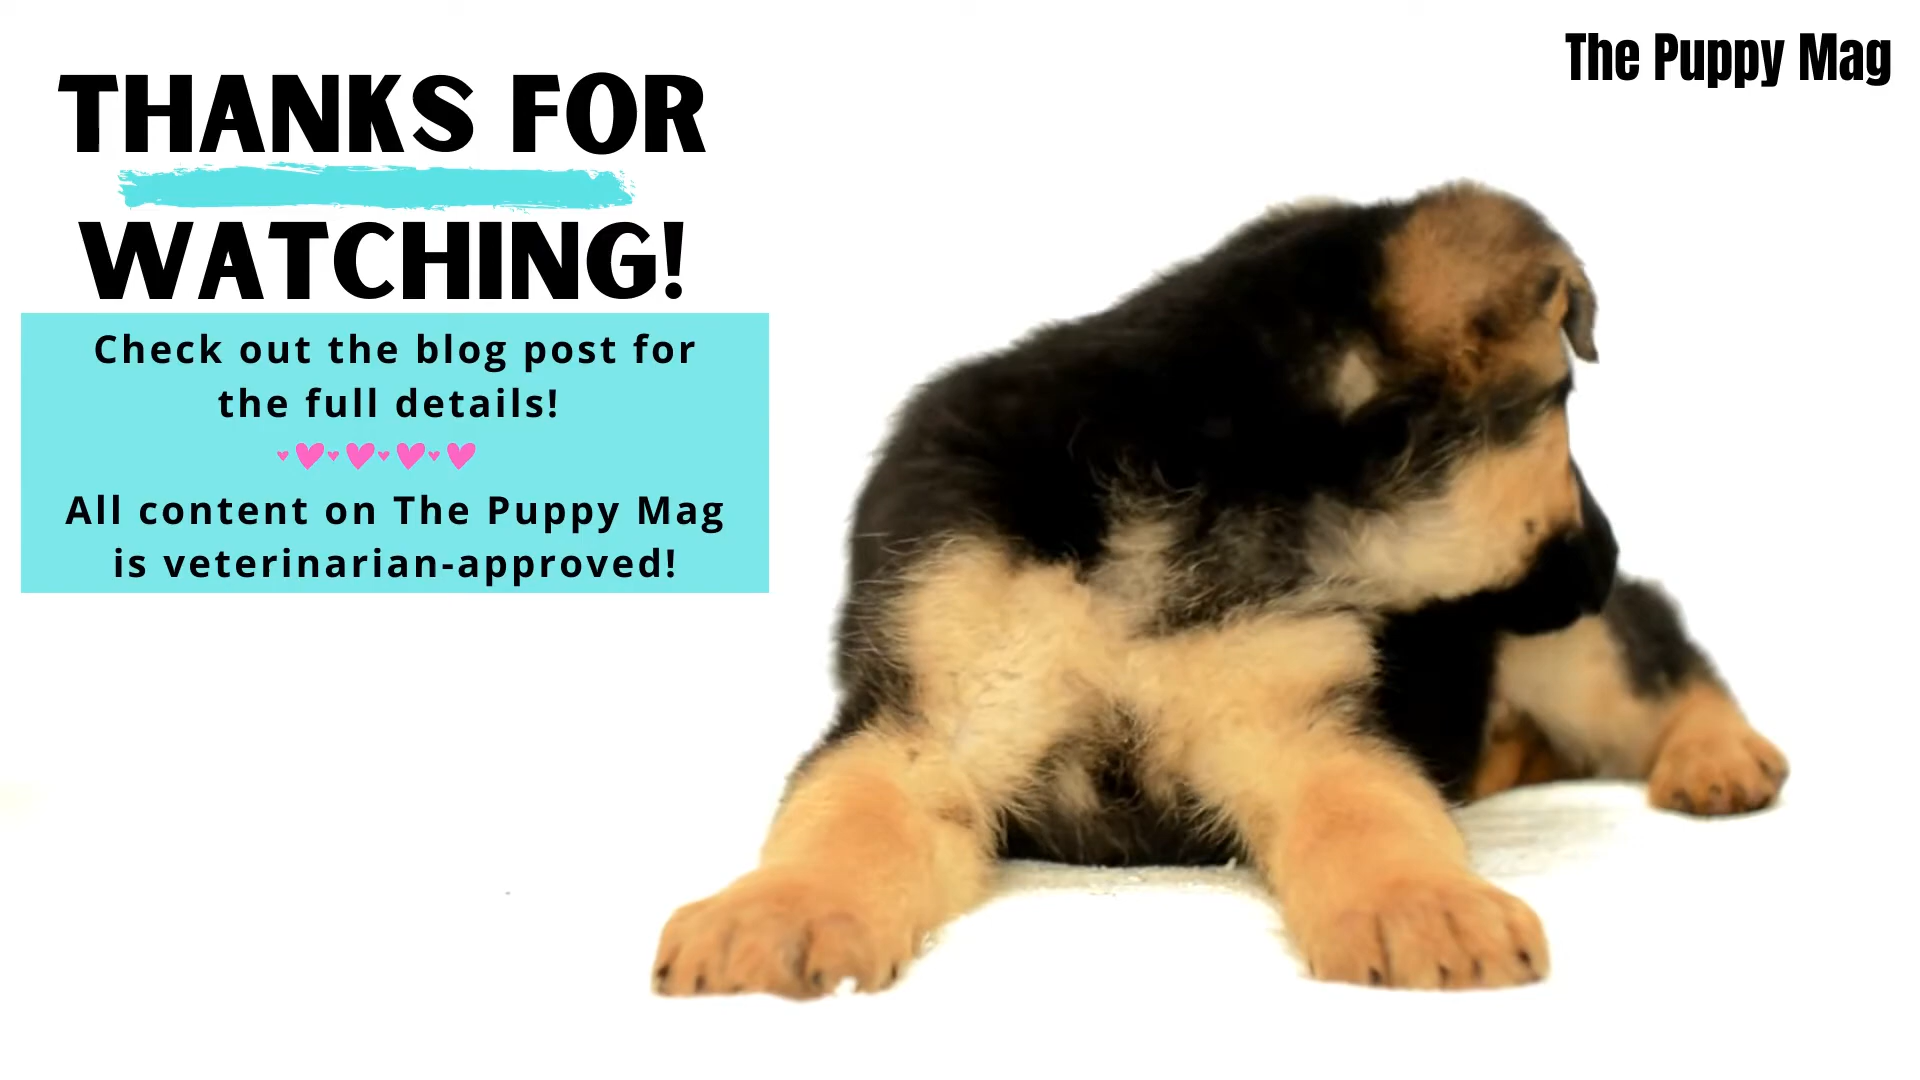 The Puppy Mag
THANKS FOR
WATCHING!
Check out the blog post for
the full details!
All content on The Puppy Mag
is veterinarian-approved!